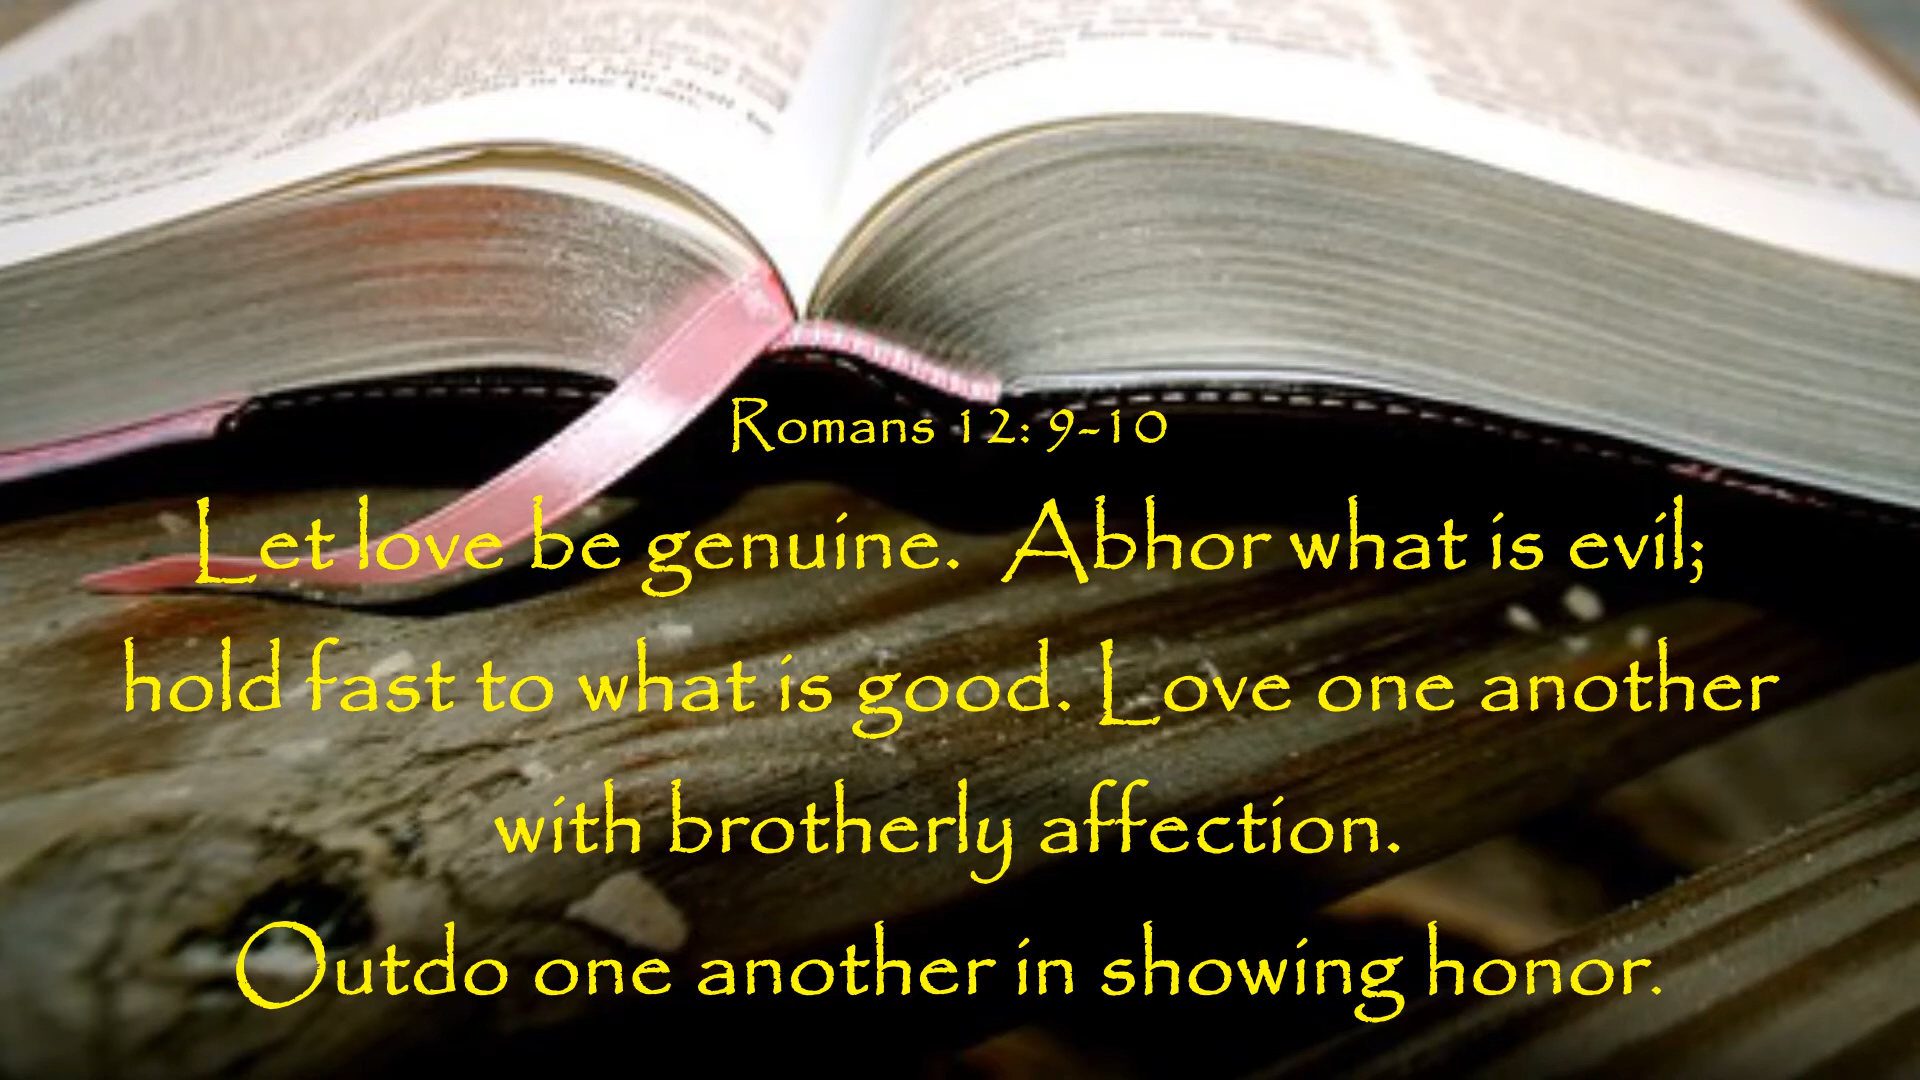 Romans 12: 9-10
Let love be genuine.  Abhor what is evil;
hold fast to what is good. Love one another
with brotherly affection.
Outdo one another in showing honor.